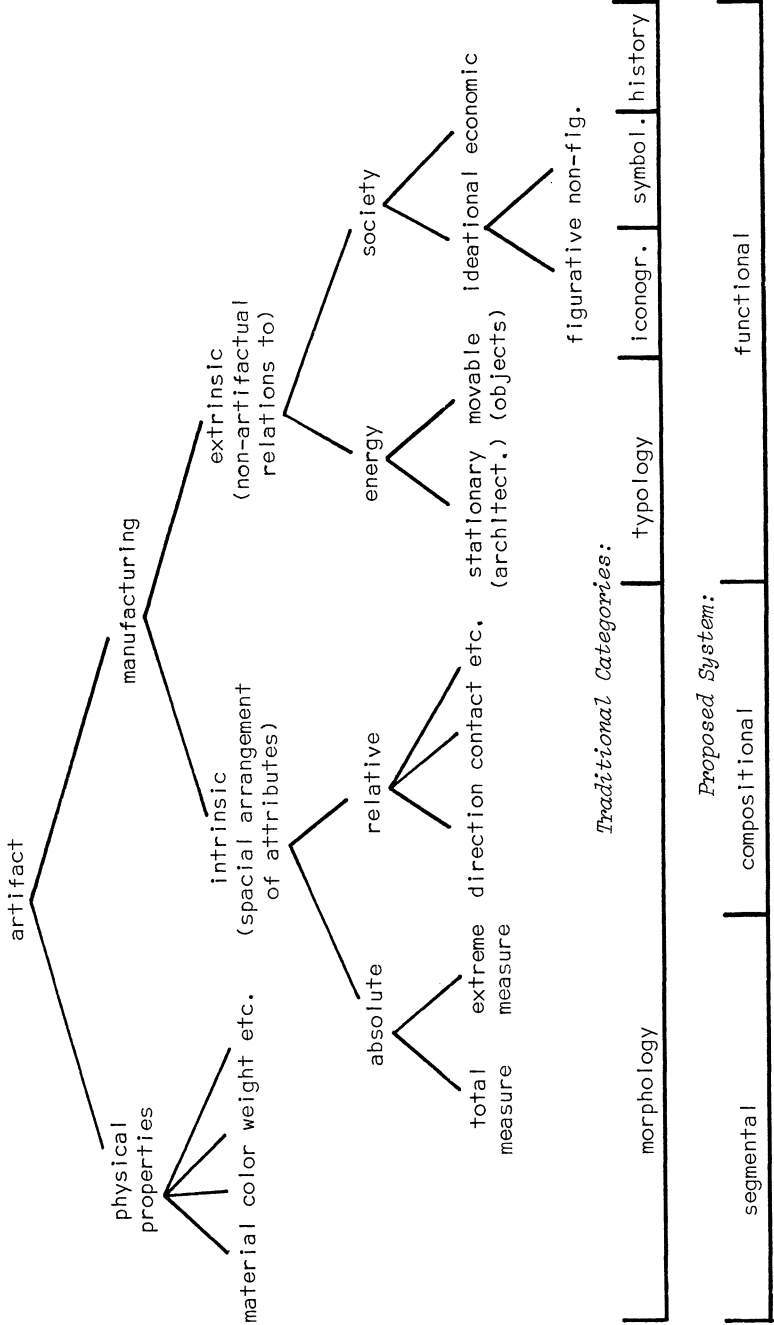 artifact
physical
properties
manufacturing
material color weight etc.
intrinsic
(spacial arrangement
of attributes)
extrinsic
(non-artifactual
relations to)
absolute
relative
energy
society
total
measure
extreme
measure
direction contact etc.
stationary
(architect.)
movable
(objects)
ideational economic
figurative non-fig.
Traditional Categories:
morphology
typology
iconogr.
symbol.
history
Proposed System:
segmental
compositional
functional